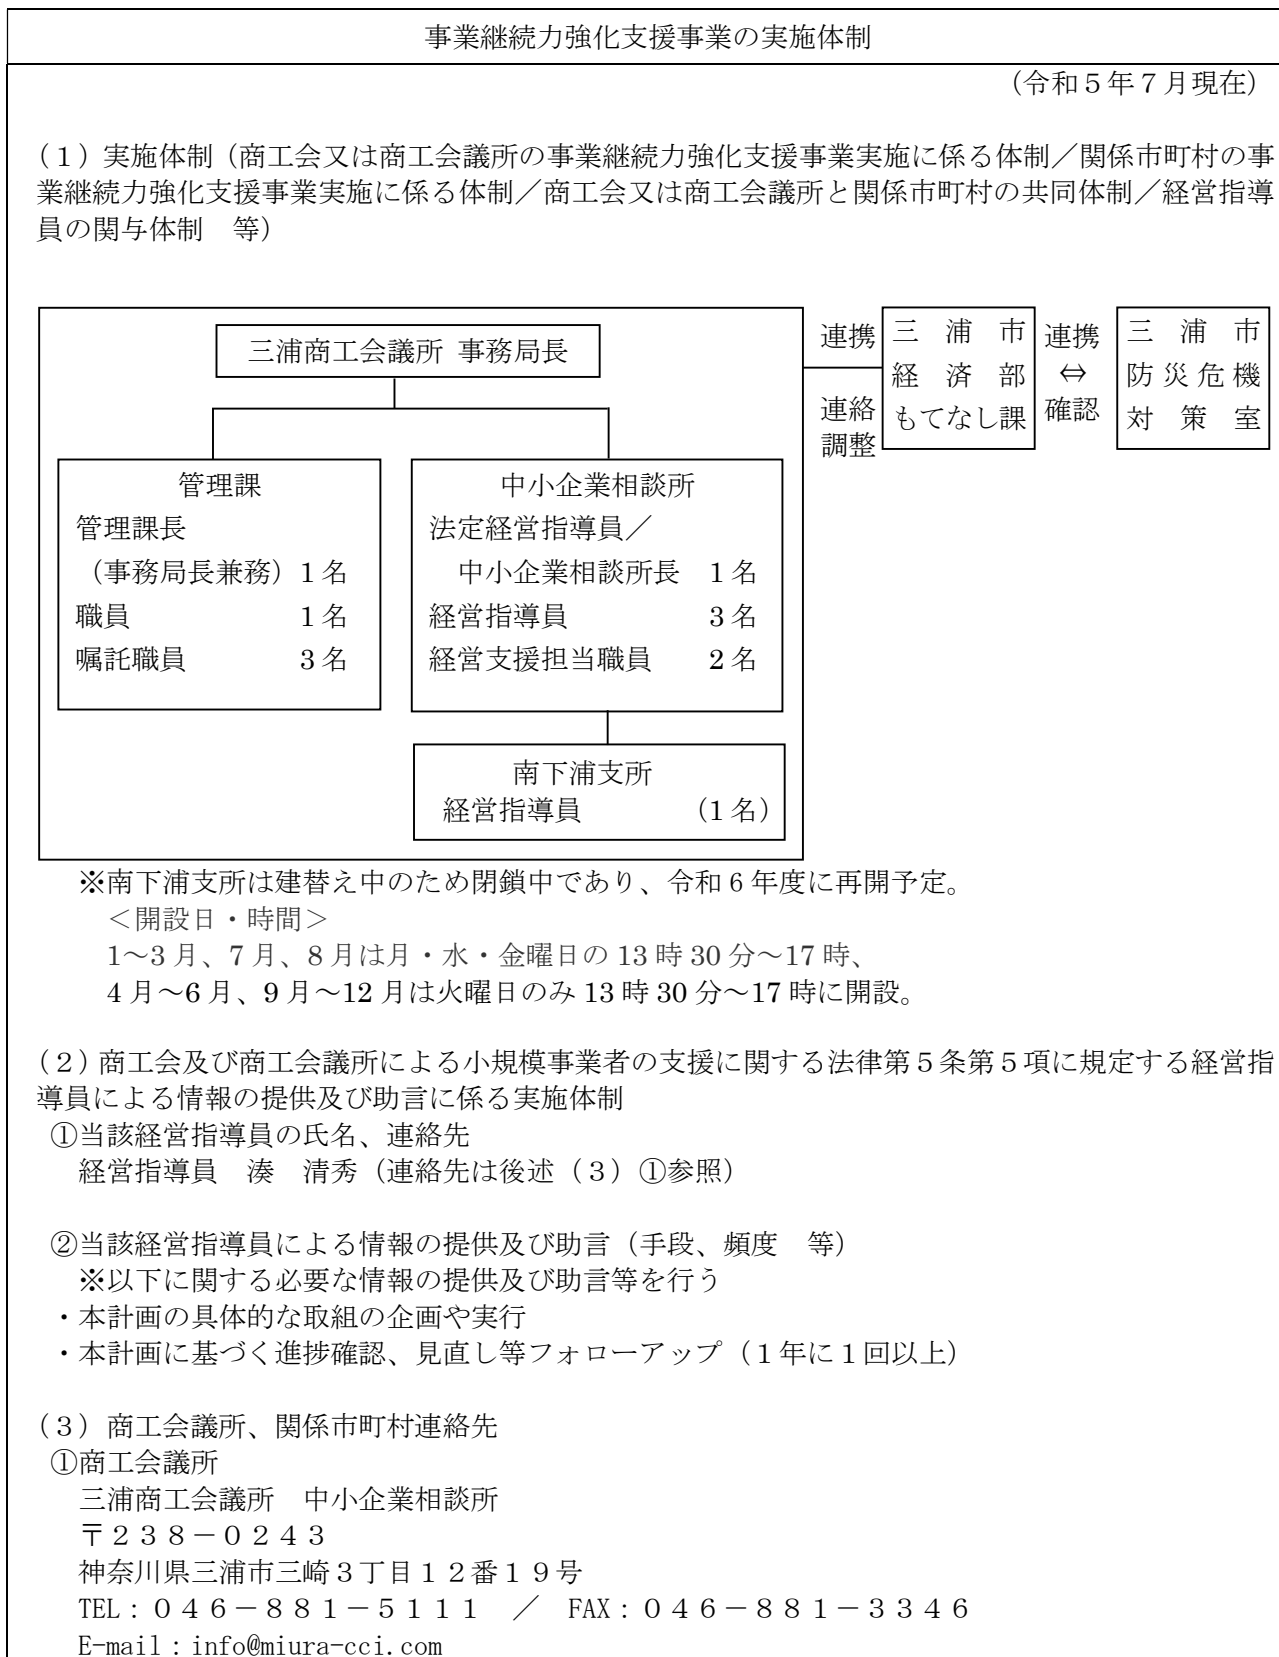 事業継続力強化支援事業の実施体制
（令和５年７月現在）
（１）実施体制（商工会又は商工会議所の事業継続力強化支援事業実施に係る体制／関係市町村の事
業継続力強化支援事業実施に係る体制／商工会又は商工会議所と関係市町村の共同体制／経営指導
員の関与体制　等）
三浦商工会議所 事務局長
管理課
管理課長
（事務局長兼務）1 名
職員 1 名
嘱託職員 3 名
中小企業相談所
法定経営指導員／
中小企業相談所長 1 名
経営指導員 3 名
経営支援担当職員 2 名
南下浦支所
経営指導員 （1 名）
連携
連絡
調整
三浦市
経済部
もてなし課
連携
⇔
確認
三浦市
防災危機
対策室
※南下浦支所は建替え中のため閉鎖中であり、令和 6 年度に再開予定。
＜開設日・時間＞
1～3 月、7 月、8 月は月・水・金曜日の 13 時 30 分～17 時、
4 月～6 月、9 月～12 月は火曜日のみ 13 時 30 分～17 時に開設。
（２）商工会及び商工会議所による小規模事業者の支援に関する法律第５条第５項に規定する経営指
導員による情報の提供及び助言に係る実施体制
①当該経営指導員の氏名、連絡先
経営指導員　湊　清秀（連絡先は後述（３）①参照）
②当該経営指導員による情報の提供及び助言（手段、頻度　等）
※以下に関する必要な情報の提供及び助言等を行う
・本計画の具体的な取組の企画や実行
・本計画に基づく進捗確認、見直し等フォローアップ（１年に１回以上）
（３）商工会議所、関係市町村連絡先
①商工会議所
三浦商工会議所　中小企業相談所
〒２３８－０２４３
神奈川県三浦市三崎３丁目１２番１９号
TEL：０４６－８８１－５１１１　／　FAX：０４６－８８１－３３４６
E-mail：info@miura-cci.com